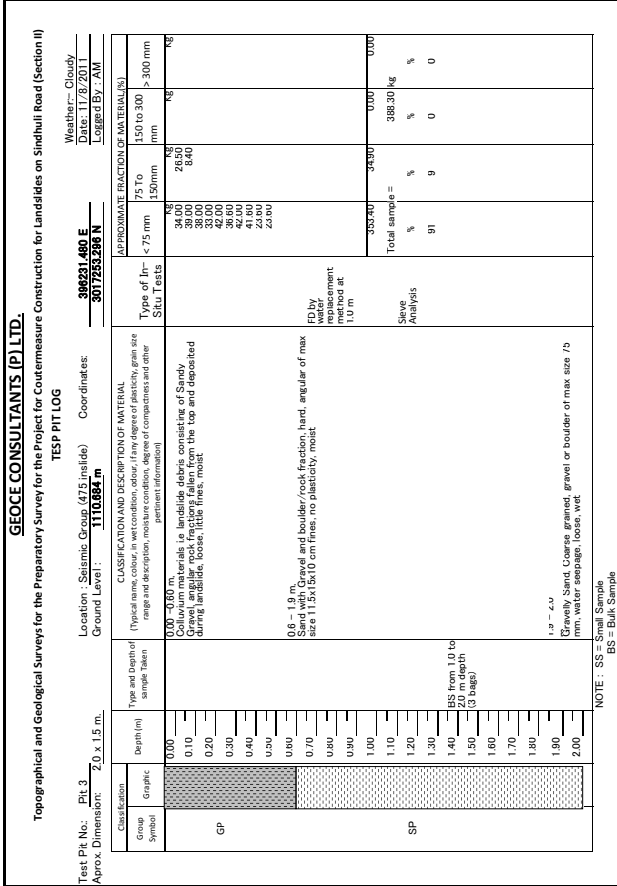 GEOCE CONSULTANTS (P) LTD.
Topographical and Geological Surveys for the Preparatory Survey for the Project for Coutermeasure Construction for Landslides on Sindhuli Road (Section II)
TESP PIT LOG
Weather:- Cloudy
Test Pit No.: Pit 3
Location : Seismic Group (475 inslide)
Coordinates:
396231.480 E
Date: 11/8/2011
Aprox. Dimension: 2.0 x 1.5 m.
Ground Level : 1110.684 m
3017253.296 N
Logged By : AM
Classification
Group Symbol
Graphic
Depth (m)
Type and Depth of sample Taken
CLASSIFICATION AND DESCRIPTION OF MATERIAL
(Typical name, colour, in wet condition, odour, if any degree of plasticity, grain size
range and description, moisture condition, degree of compactness and other
pertinent information)
Type of In-
Situ Tests
APPROXIMATE FRACTION OF MATERIAL,(%)
< 75 mm
75 To
150mm
150 to 300
mm
> 300 mm
GP
SP
0.00
0.10
0.20
0.30
0.40
0.50
0.60
0.70
0.80
0.90
1.00
1.10
1.20
1.30
1.40
1.50
1.60
1.70
1.80
1.90
2.00
BS from 1.0 to
2.0 m depth
(3 bags)
0.00 -0.60 m,
Colluvium materials i.e landslide debris consisting of Sandy
Gravel, angular rock fractions fallen from the top and deposited
during landslide, loose, little fines, moist
0.6 - 1.9 m,
Sand with Gravel and boulder/rock fraction, hard, angular of max
size 11.5x15x10 cm fines, no plasticity, moist
1.9 - 2.0
Gravelly Sand, Coarse grained, gravel or boulder of max size 75
mm, water seepage, loose, wet
FD by
water
replacement
method at
1.0 m
Sieve
Analysis
Kg Kg Kg Kg
34.00 26.50
39.00 8.40
38.00
33.00
42.00
36.60
42.00
41.60
23.60
23.60
353.40 34.90 0.00 0.00
Total sample = 388.30 kg
% % % %
91 9 0 0
NOTE : SS = Small Sample
BS = Bulk Sample